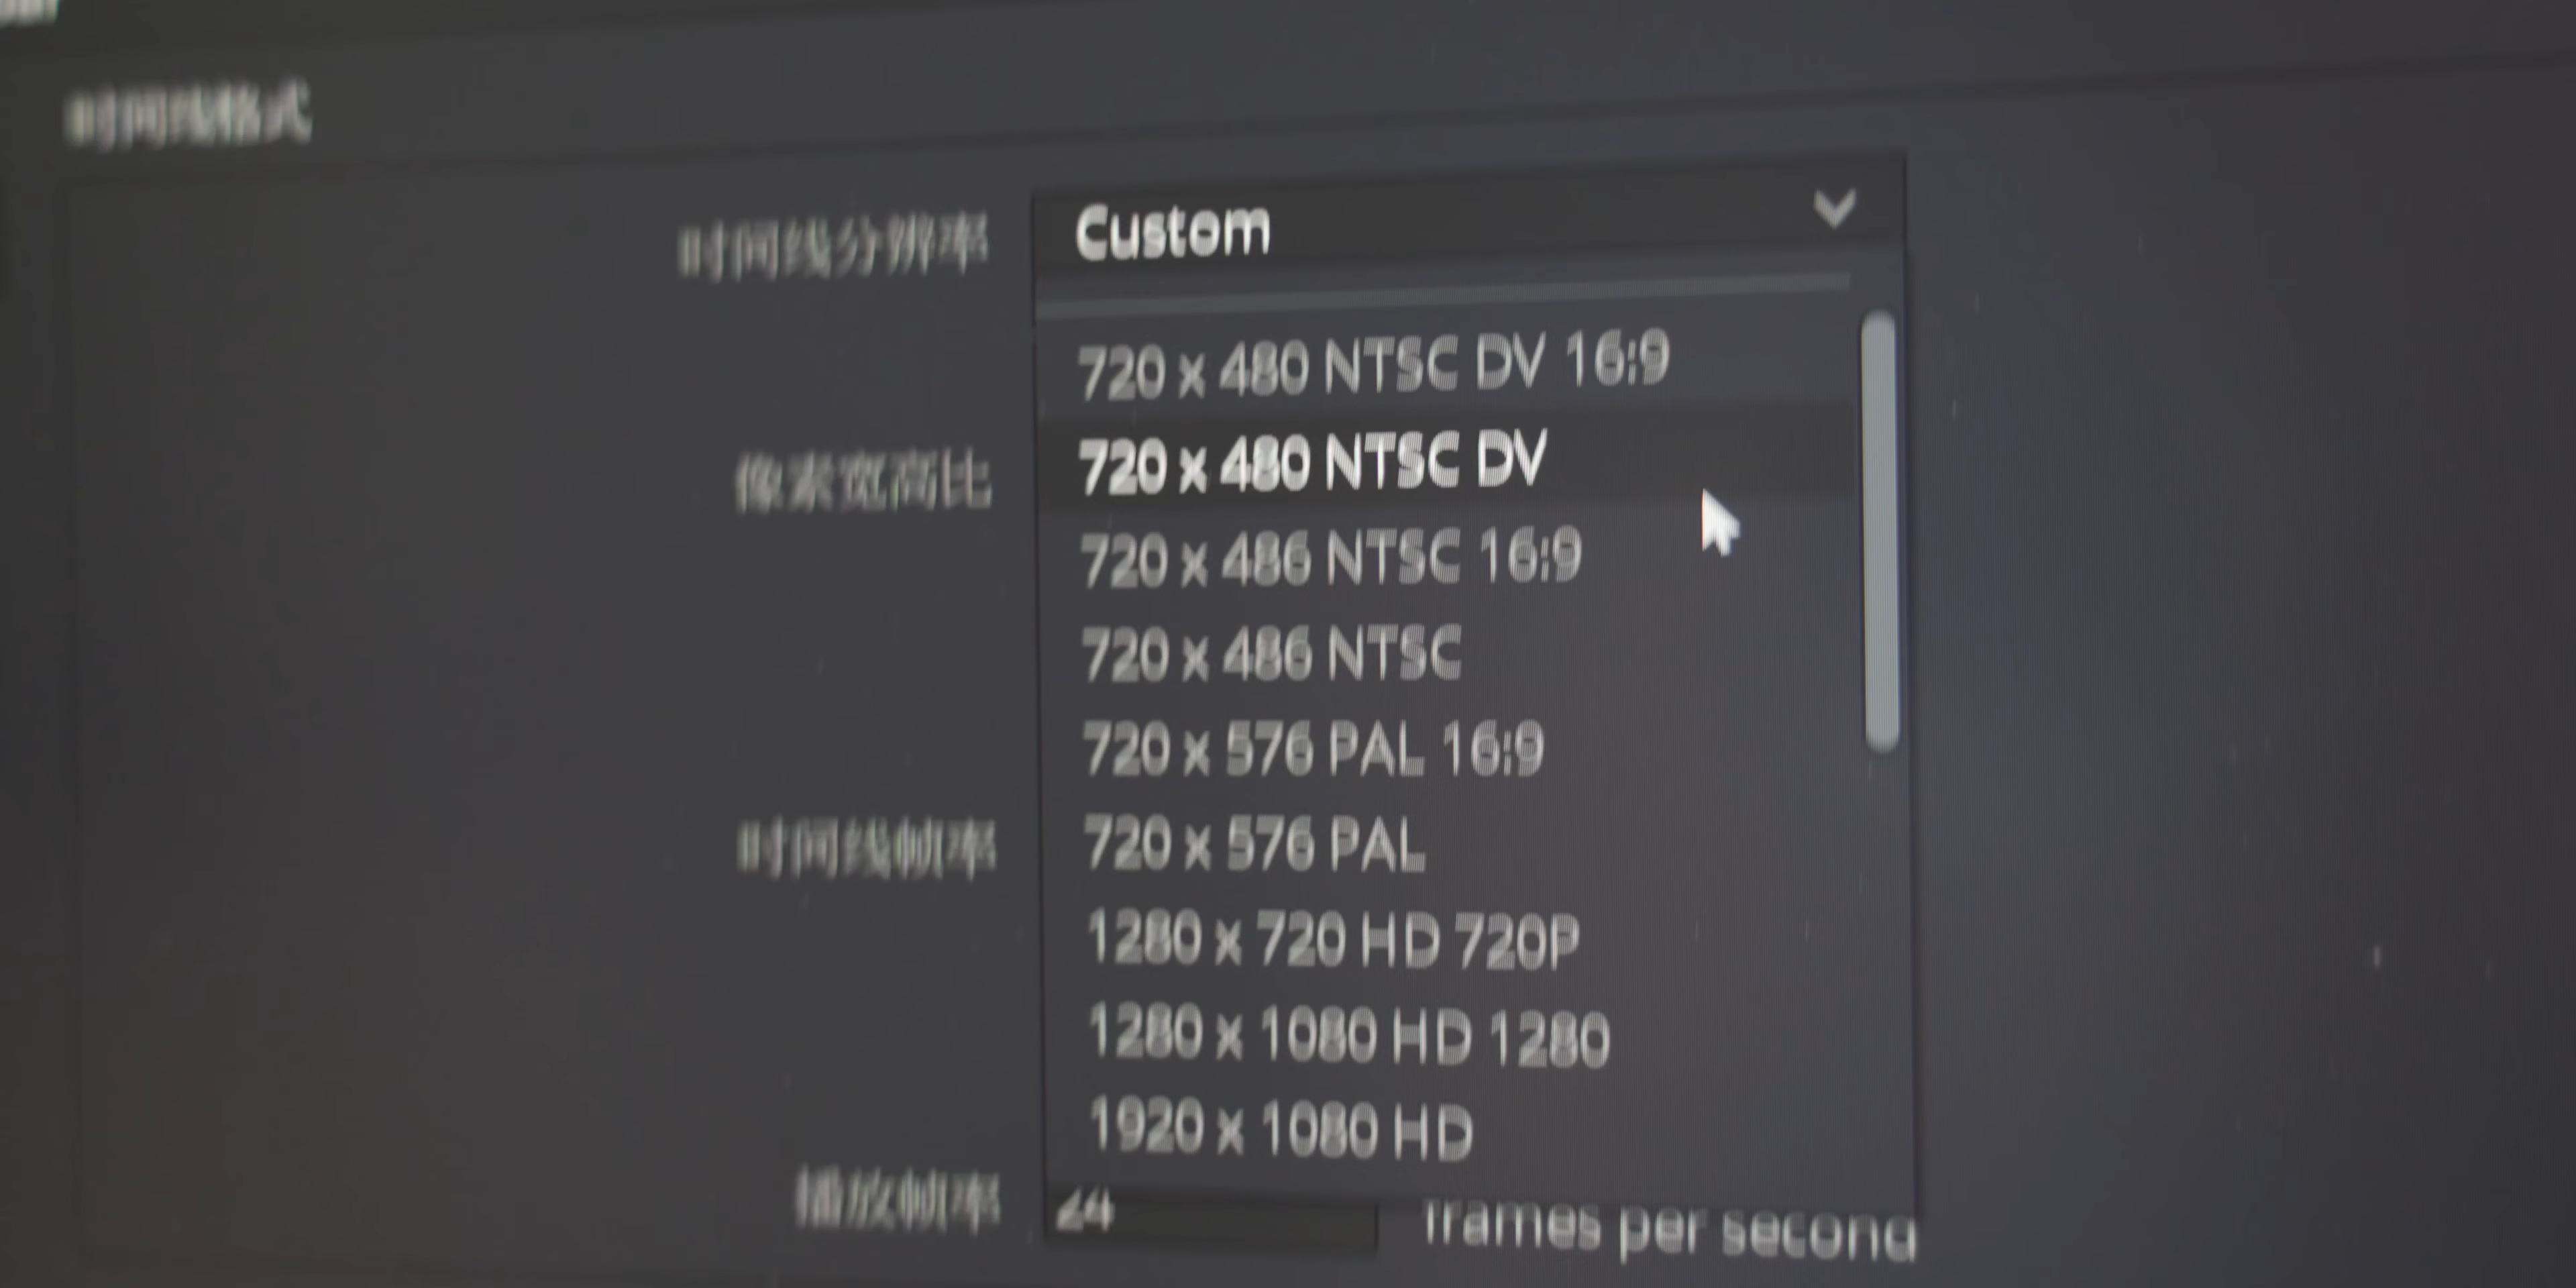 时间线格式
时间线分辨率 Custom
720 x 480 NTSC DV 16:9
720 x 480 NTSC DV
像素宽高比
720 x 486 NTSC 16:9
720 x 486 NTSC
720 x 576 PAL 16:9
720 x 576 PAL
时间线帧率
1280 x 720 HD 720P
1280 x 1080 HD 1280
1920 x 1080 HD
播放帧率 24 frames per second